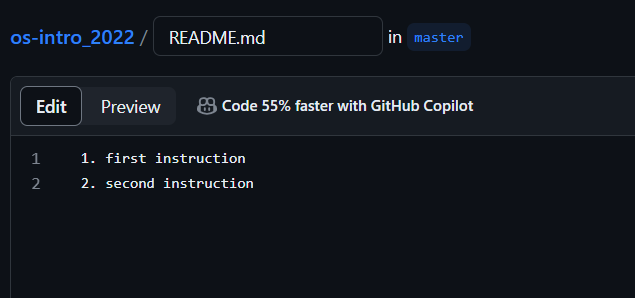 os-intro_2022 / README.md in master
Edit Preview Code 55% faster with GitHub Copilot
1 1. first instruction
2 2. second instruction